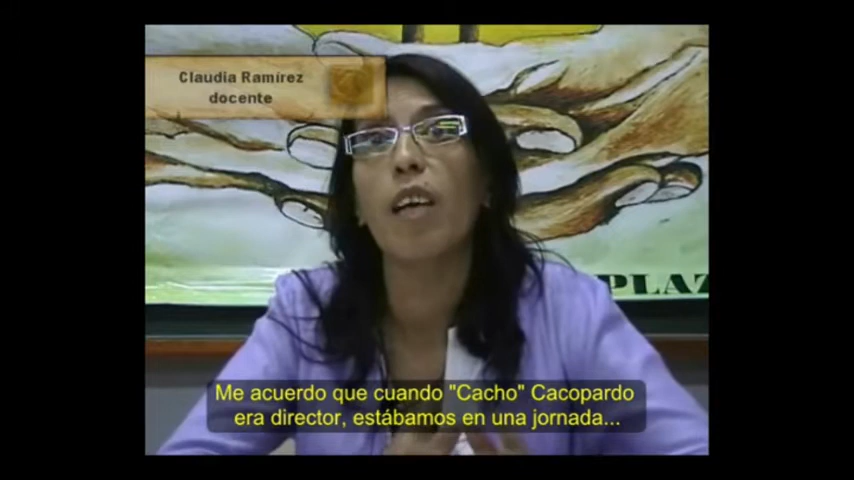 Claudia Ramírez
docente
PLAZ
Me acuerdo que cuando "Cacho" Cacopardo
era director, estábamos en una jornada...